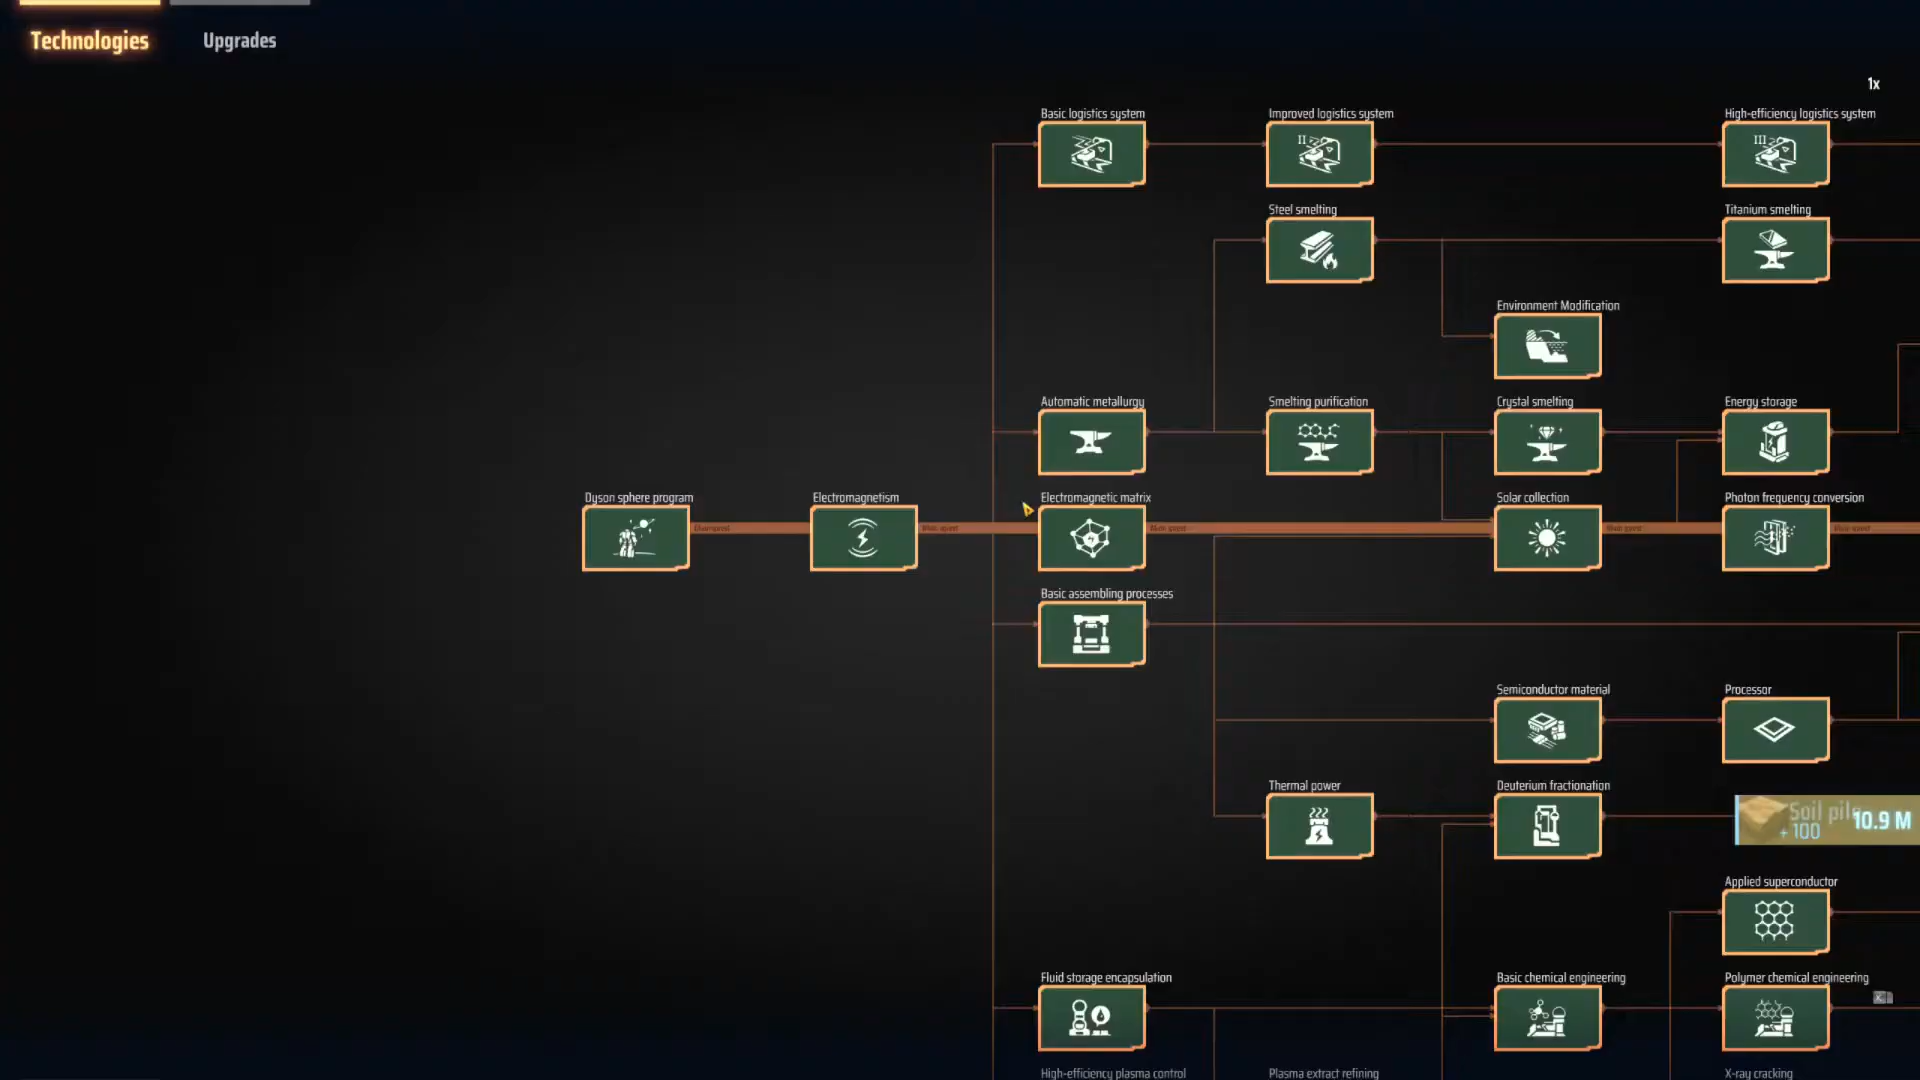 Technologies
Upgrades
1x
Basic logistics system
Improved logistics system
High-efficiency logistics system
II
III
Steel smelting
Titanium smelting
Environment Modification
Automatic metallurgy
Smelting purification
Crystal smelting
Energy storage
Dyson sphere program
Electromagnetism
Electromagnetic matrix
Solar collection
Photon frequency conversion
Basic assembling processes
Semiconductor material
Processor
Thermal power
Deuterium fractionation
Soil pile
+ 100
10.9 M
Applied superconductor
Fluid storage encapsulation
Basic chemical engineering
Polymer chemical engineering
High-efficiency plasma control
Plasma extract refining
X-ray cracking